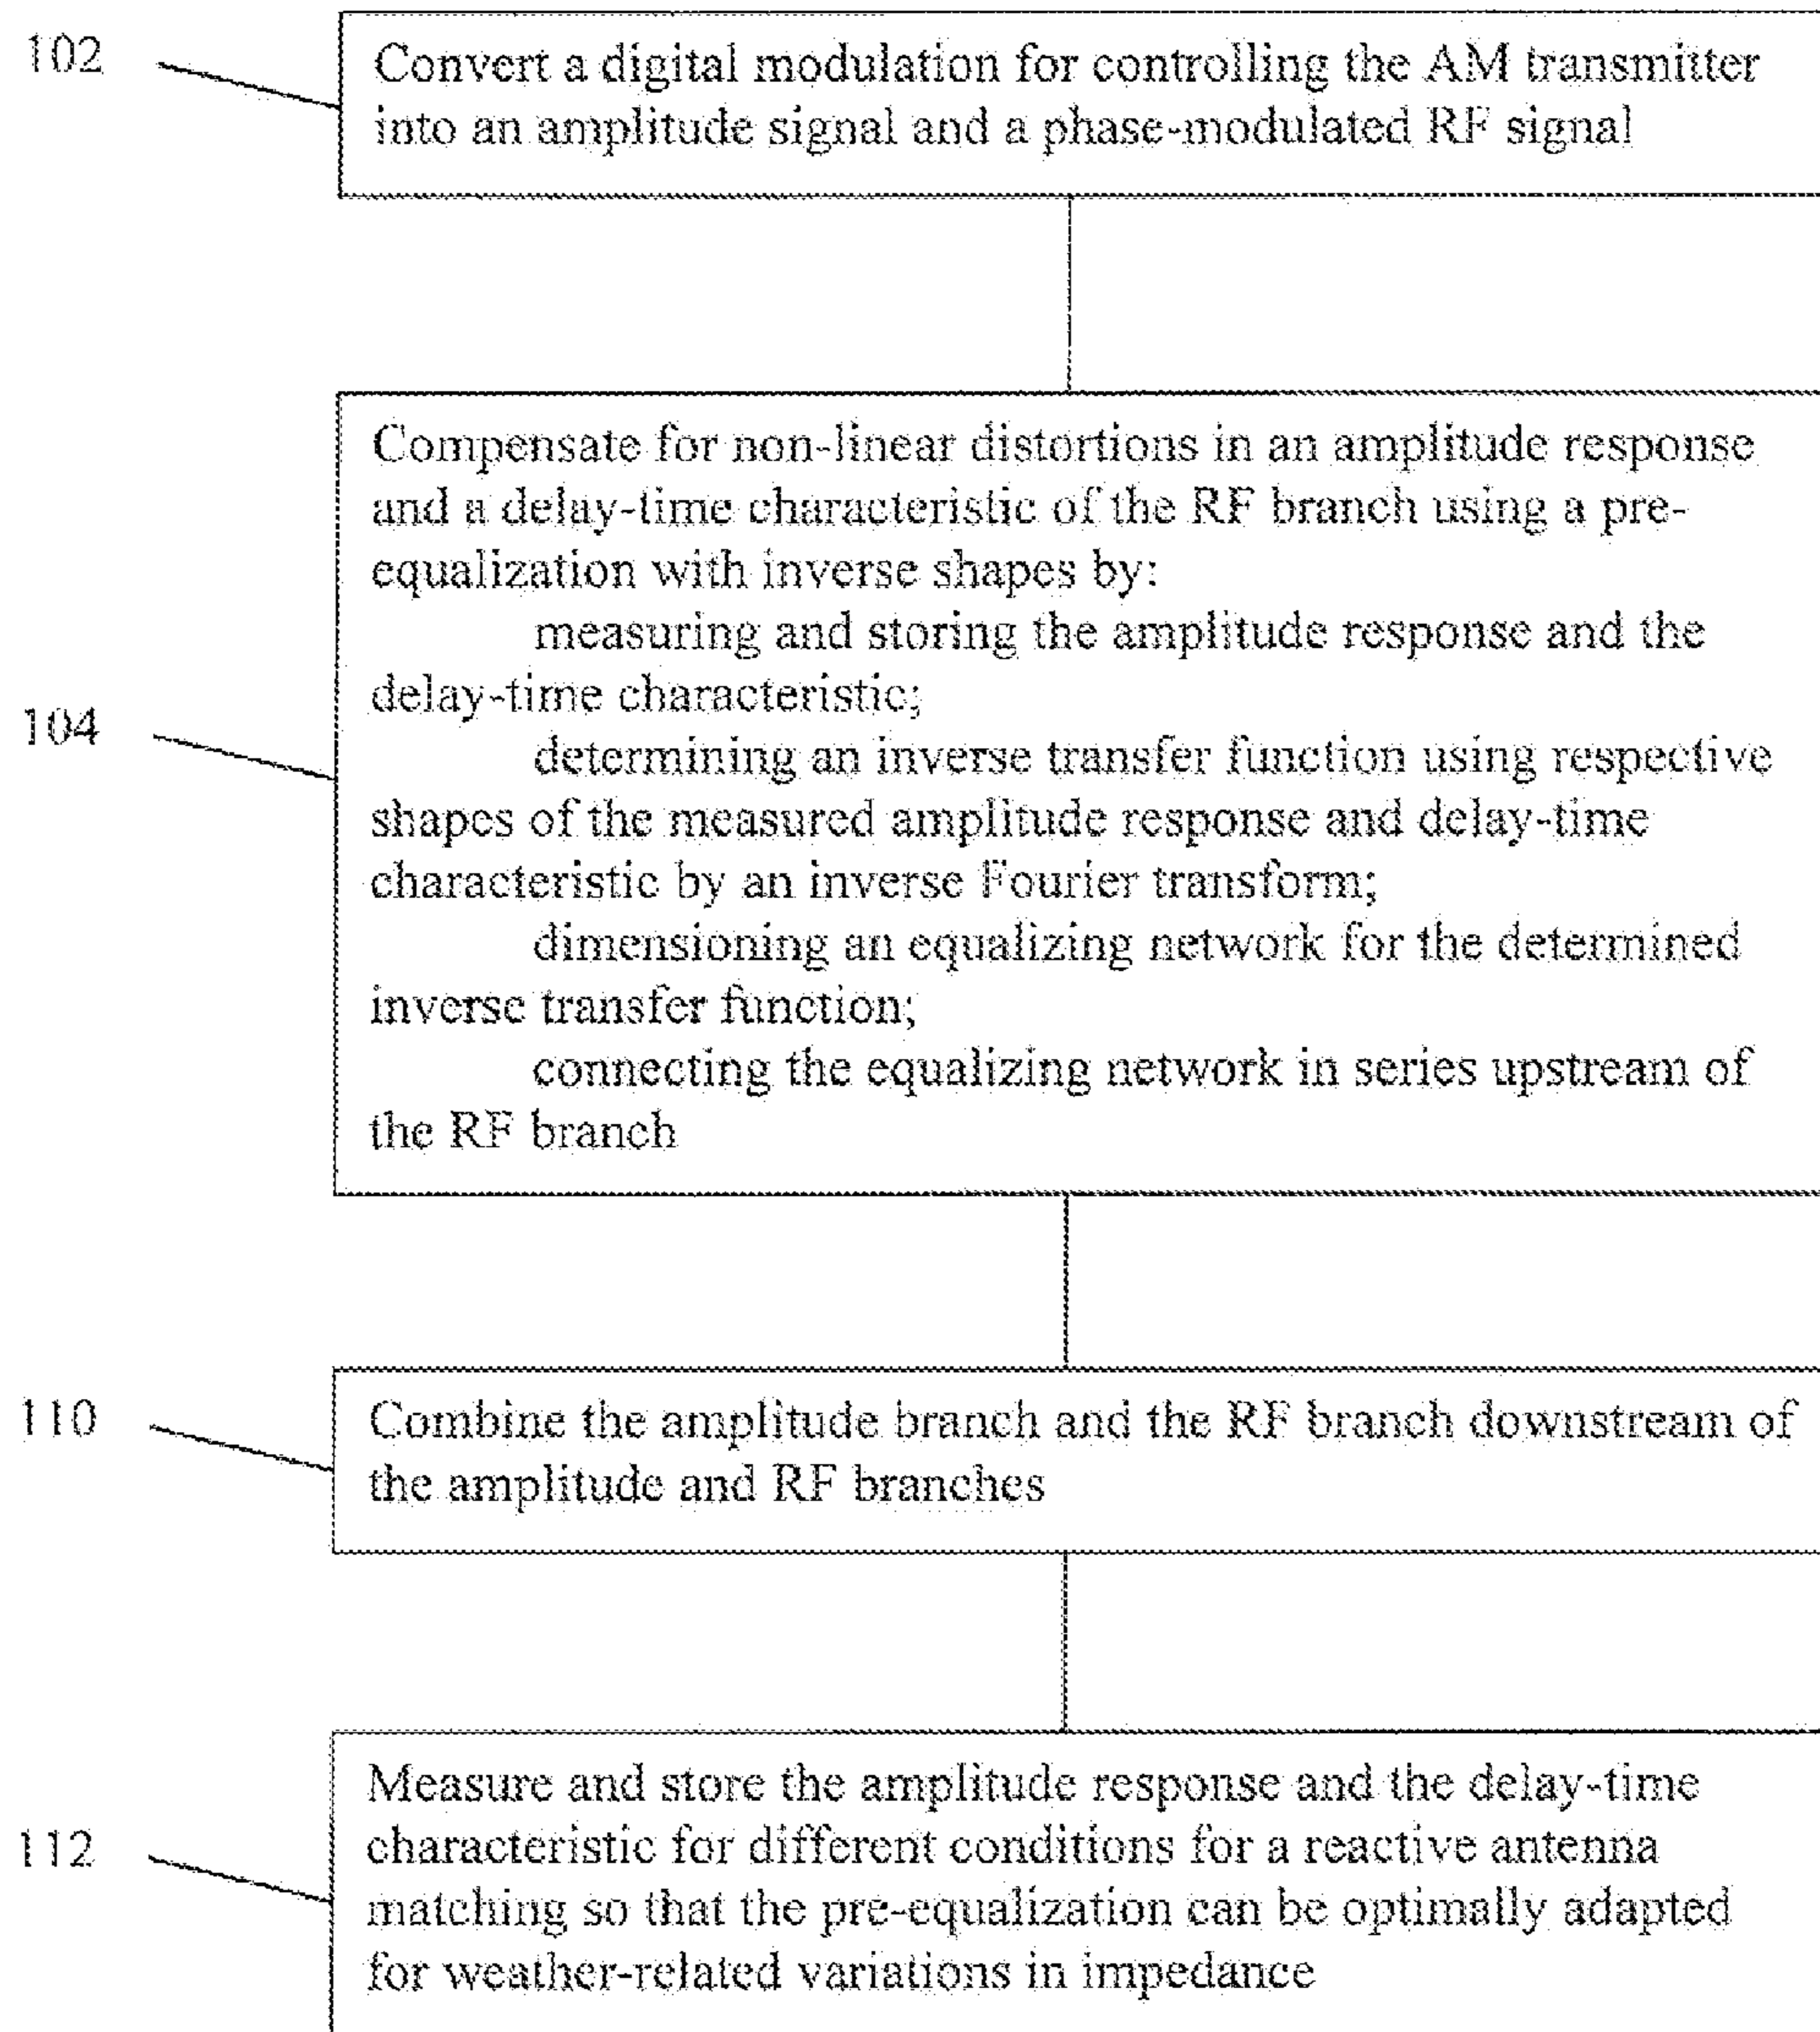 102
Convert a digital modulation for controlling the AM transmitter
into an amplitude signal and a phase-modulated RF signal
104
Compensate for non-linear distortions in an amplitude response
and a delay-time characteristic of the RF branch using a pre-
equalization with inverse shapes by:
measuring and storing the amplitude response and the
delay-time characteristic;
determining an inverse transfer function using respective
shapes of the measured amplitude response and delay-time
characteristic by an inverse Fourier transform;
dimensioning an equalizing network for the determined
inverse transfer function;
connecting the equalizing network in series upstream of
the RF branch
110
Combine the amplitude branch and the RF branch downstream of
the amplitude and RF branches
112
Measure and store the amplitude response and the delay-time
characteristic for different conditions for a reactive antenna
matching so that the pre-equalization can be optimally adapted
for weather-related variations in impedance